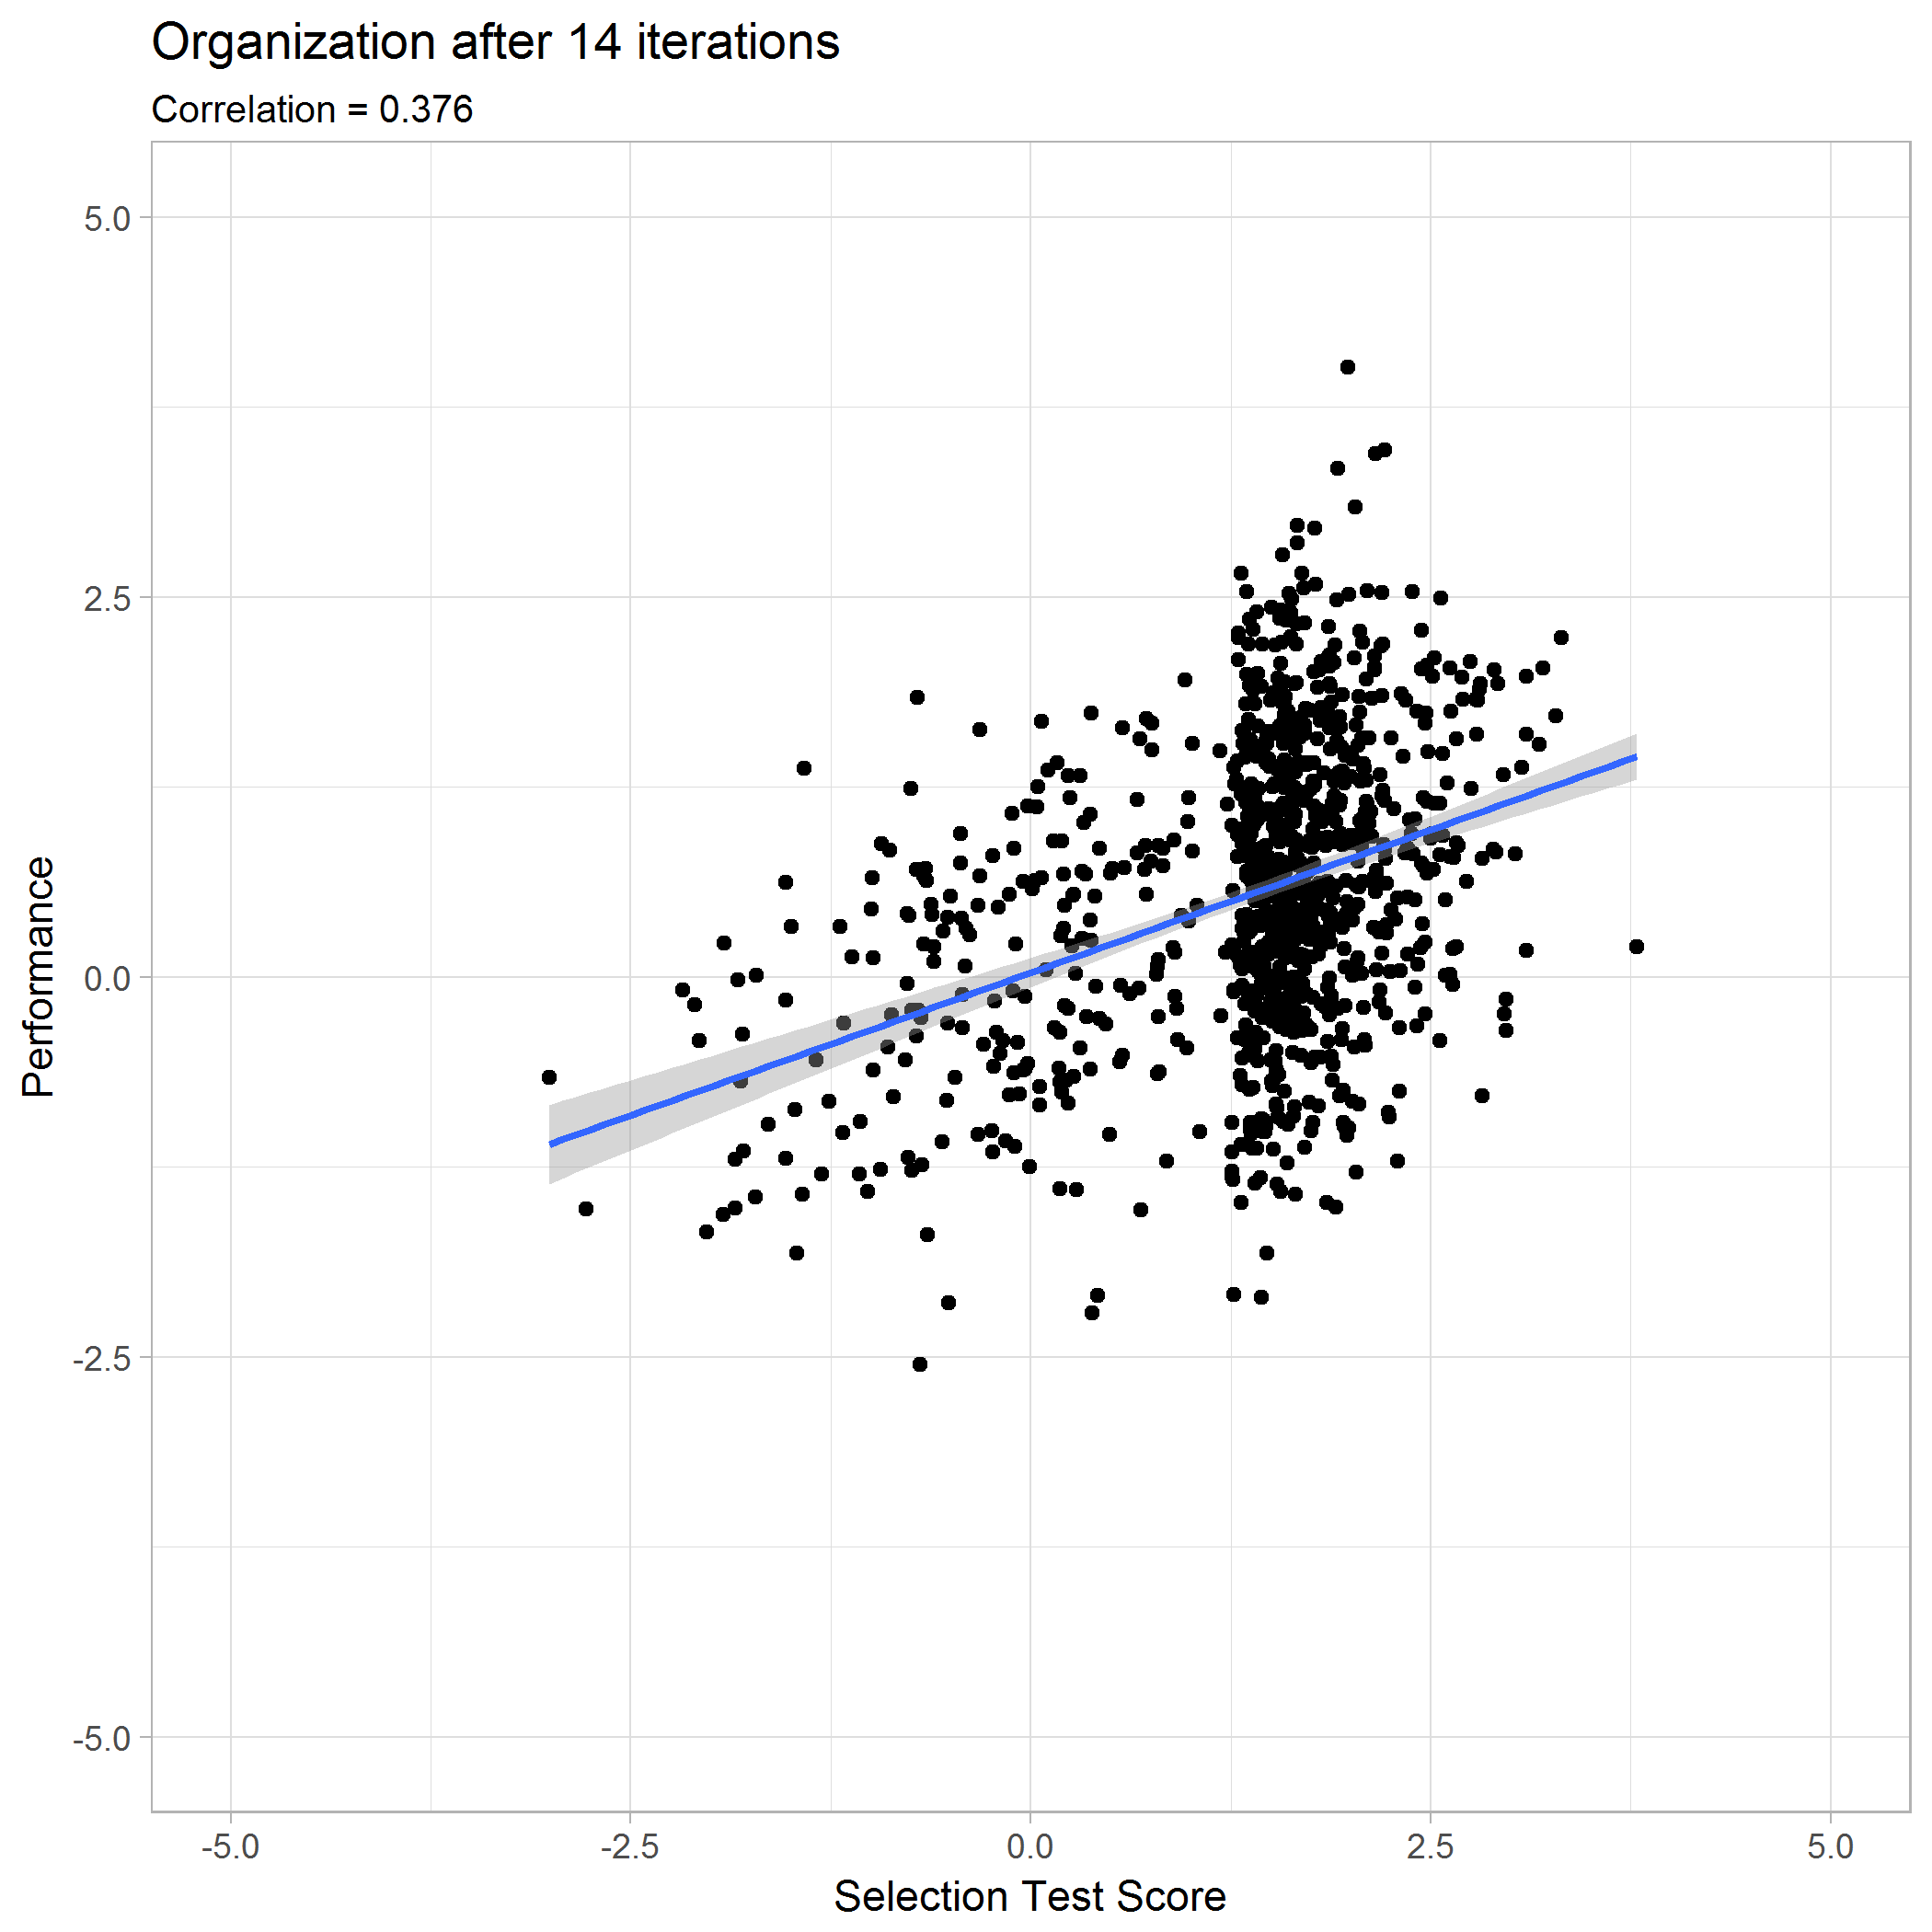 Organization after 14 iterations
Correlation = 0.376
5.0
2.5
0.0
-2.5
-5.0
Performance
-5.0 -2.5 0.0 2.5 5.0
Selection Test Score